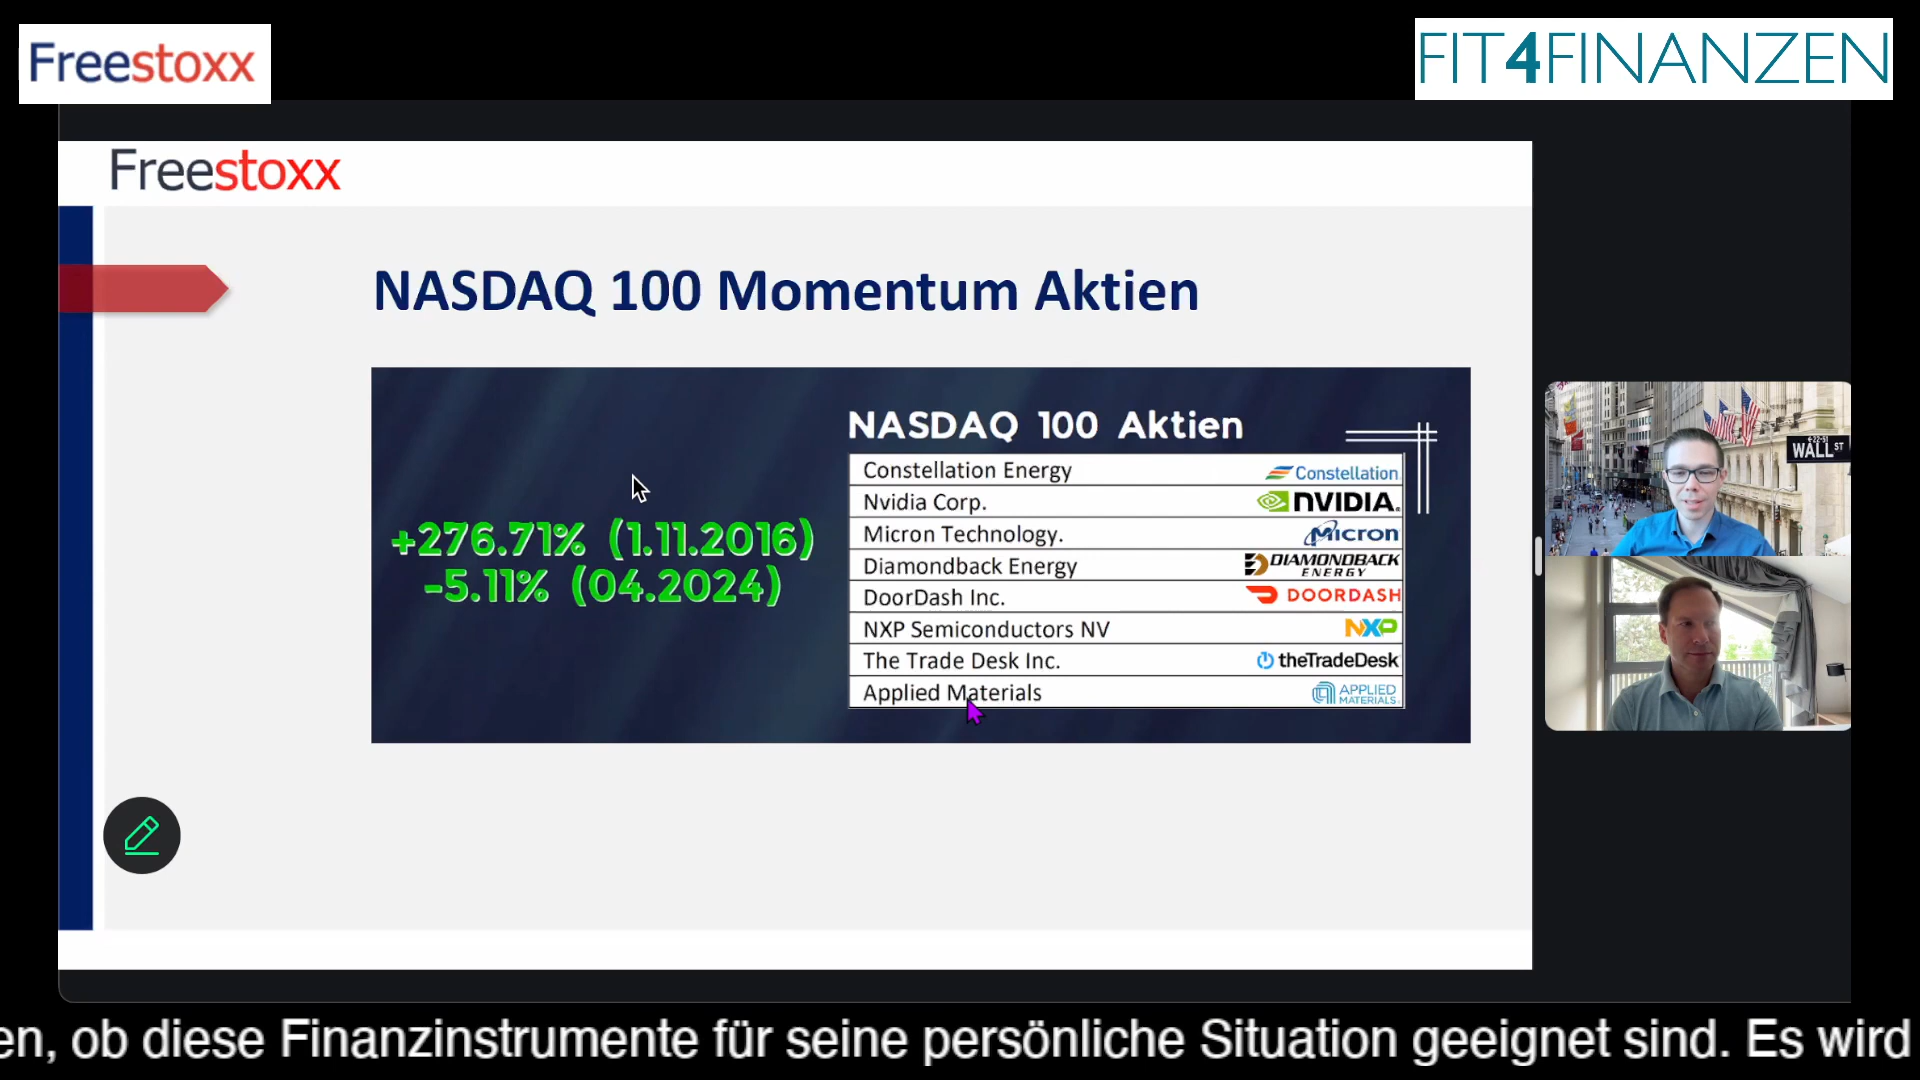 Freestoxx
FIT4FINANZEN
Freestoxx
NASDAQ 100 Momentum Aktien
+276.71% (1.11.2016)
-5.11% (04.2024)
NASDAQ 100 Aktien
Constellation Energy Constellation
Nvidia Corp. NVIDIA
Micron Technology. Micron
Diamondback Energy DIAMONDBACK ENERGY
DoorDash Inc. DOORDASH
NXP Semiconductors NV NXP
The Trade Desk Inc. theTradeDesk
Applied Materials APPLIED MATERIALS
WALL ST
en, ob diese Finanzinstrumente für seine persönliche Situation geeignet sind. Es wird